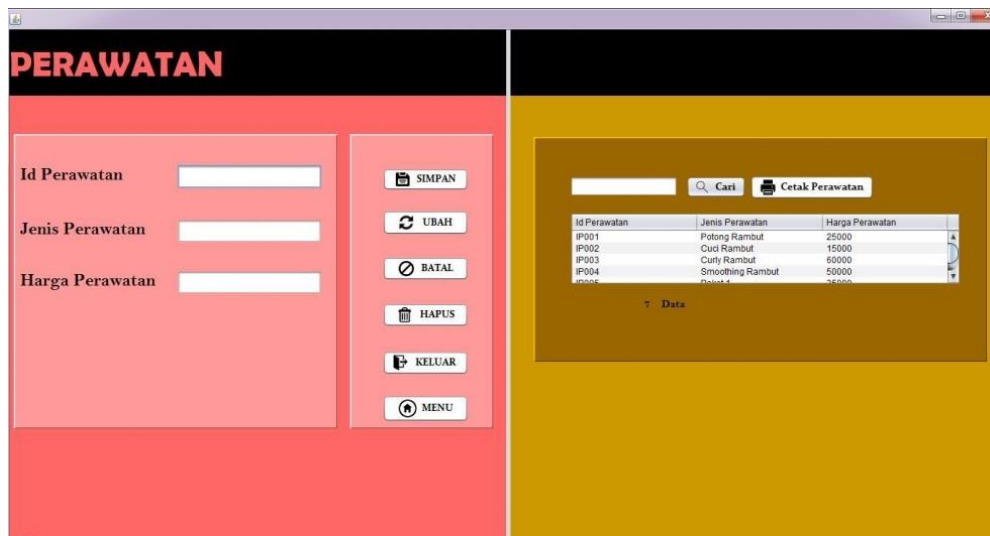 PERAWATAN
Id Perawatan
Jenis Perawatan
Harga Perawatan
SIMPAN
UBAH
BATAL
HAPUS
KELUAR
MENU
Cari Cetak Perawatan
Id Perawatan Jenis Perawatan Harga Perawatan
IP001 Potong Rambut 25000
IP002 Cuci Rambut 15000
IP003 Curly Rambut 60000
IP004 Smoothing Rambut 50000
7 Data